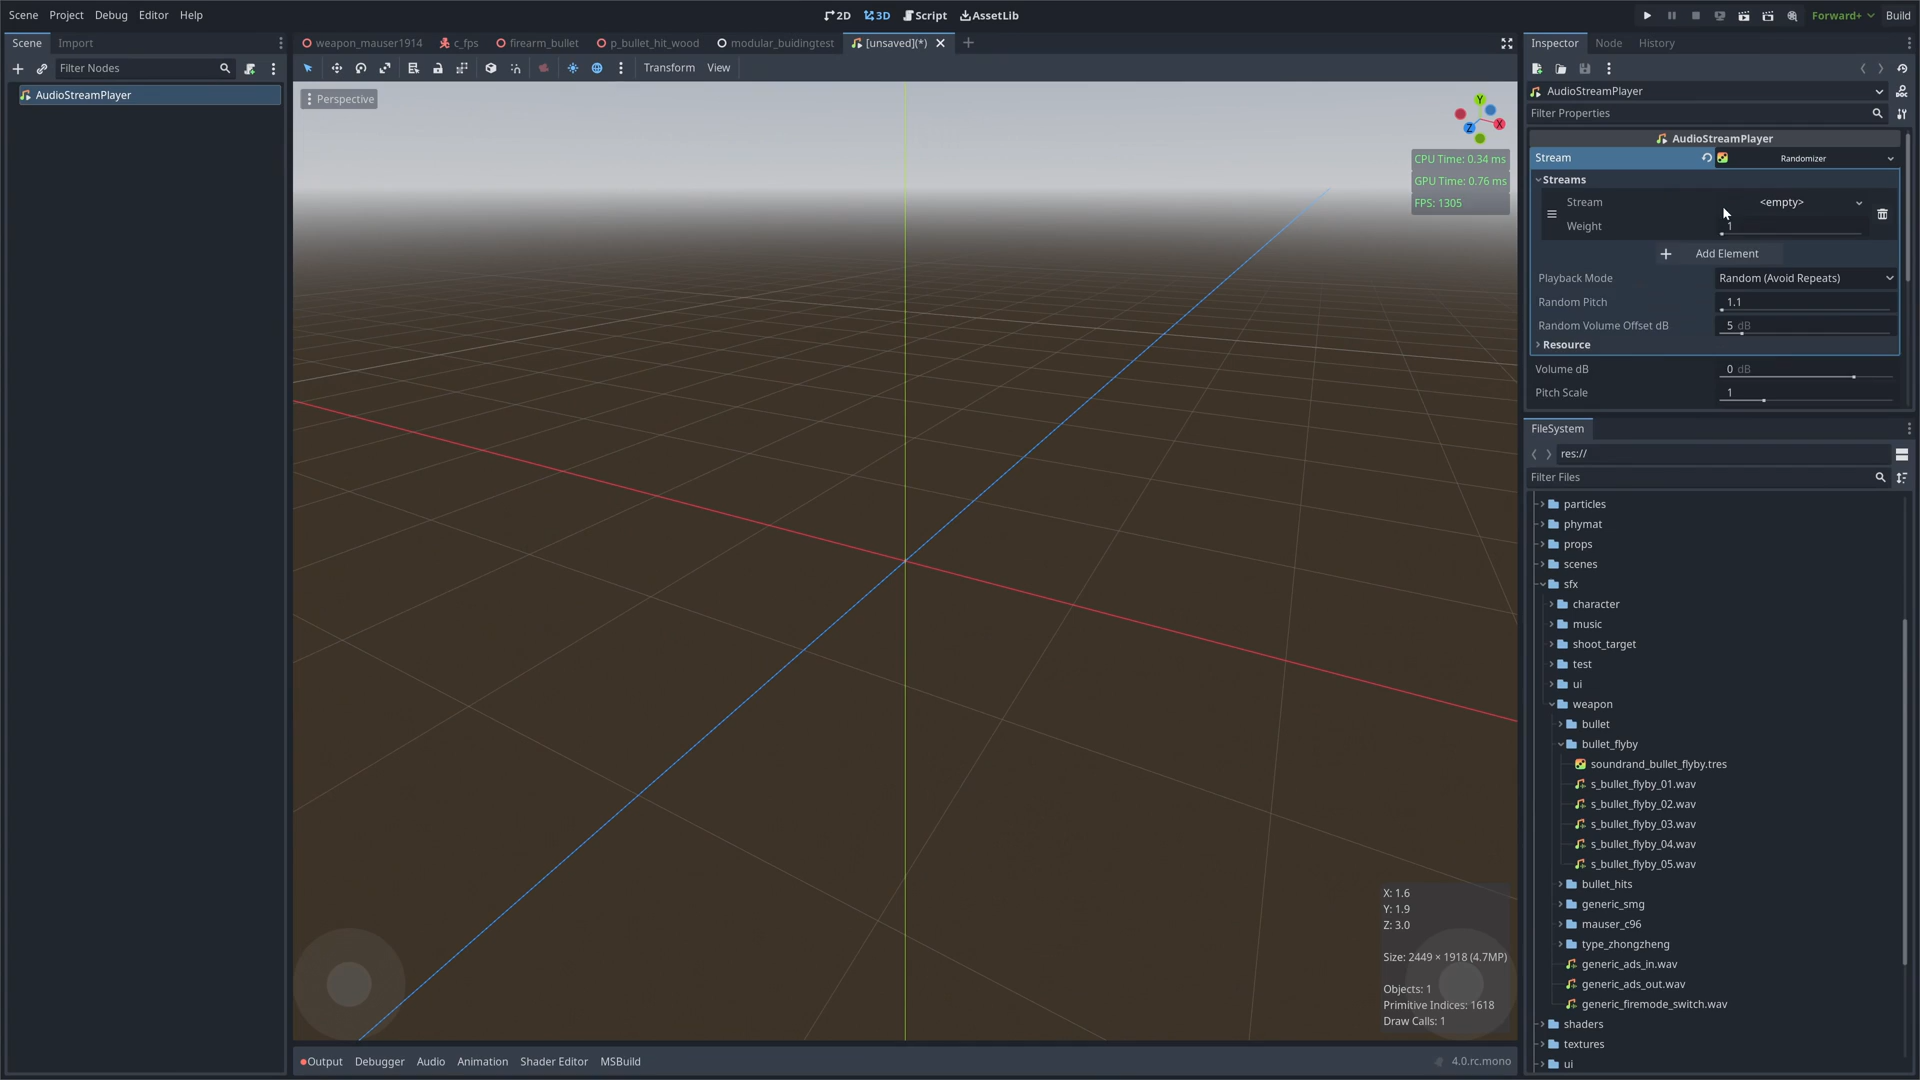 Scene Project Debug Editor Help
2D 3D Script AssetLib
Forward+ Build
Scene Import
Filter Nodes
AudioStreamPlayer
weapon_mauser1914 c_fps firearm_bullet p_bullet_hit_wood modular_buidingtest [unsaved](*)
Transform View
Perspective
Y
X
Z
CPU Time: 0.34 ms
GPU Time: 0.76 ms
FPS: 1305
X: 1.6
Y: 1.9
Z: 3.0
Size: 2449 × 1918 (4.7MP)
Objects: 1
Primitive Indices: 1618
Draw Calls: 1
Output Debugger Audio Animation Shader Editor MSBuild
4.0.rc.mono
Inspector Node History
AudioStreamPlayer
Filter Properties
AudioStreamPlayer
Stream Randomizer
Streams
Stream <empty>
Weight 1
Add Element
Playback Mode Random (Avoid Repeats)
Random Pitch 1.1
Random Volume Offset dB 5 dB
Resource
Volume dB 0 dB
Pitch Scale 1
FileSystem
res://
Filter Files
particles
phymat
props
scenes
sfx
character
music
shoot_target
test
ui
weapon
bullet
bullet_flyby
soundrand_bullet_flyby.tres
s_bullet_flyby_01.wav
s_bullet_flyby_02.wav
s_bullet_flyby_03.wav
s_bullet_flyby_04.wav
s_bullet_flyby_05.wav
bullet_hits
generic_smg
mauser_c96
type_zhongzheng
generic_ads_in.wav
generic_ads_out.wav
generic_firemode_switch.wav
shaders
textures
ui